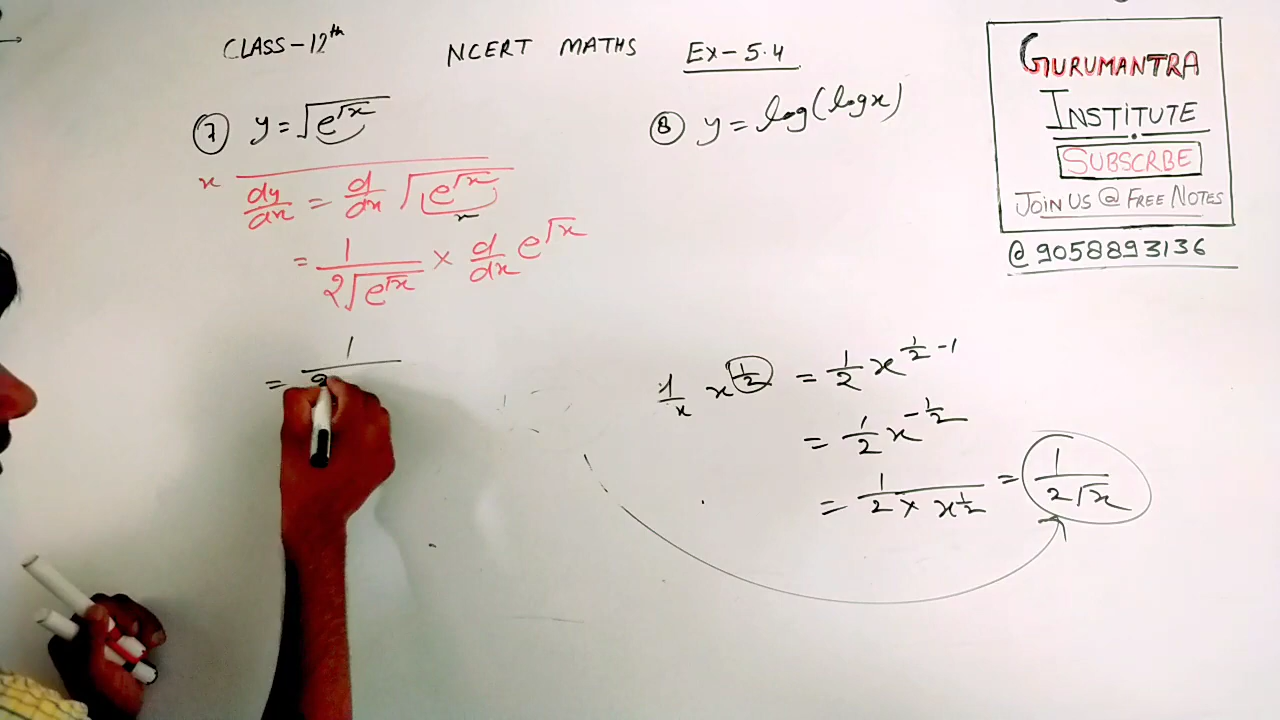 CLASS-12th NCERT MATHS Ex-5.4
⑦ y = √(e^√x)
x
dy/dx = d/dx √(e^√x)
x
= 1/(2√(e^√x)) × d/dx e^√x
= 1/2
⑧ y = log(logx)
1/x x^(1/2) = 1/2 x^(1/2 - 1)
= 1/2 x^(-1/2)
= 1/(2 × x^(1/2)) = 1/(2√x)
GURUMANTRA
INSTITUTE
SUBSCRBE
JOIN US @ FREE NOTES
@ 9058893136